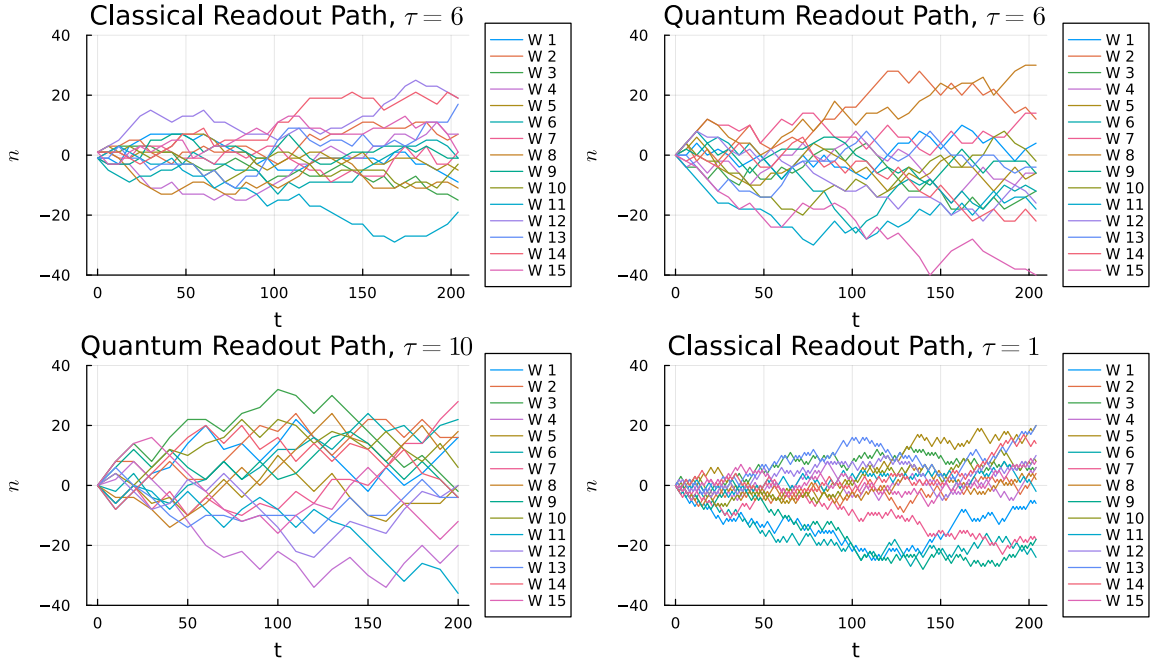 Classical Readout Path, τ = 6
40
20
0
−20
−40
n
0
50
100
150
200
t
W 1
W 2
W 3
W 4
W 5
W 6
W 7
W 8
W 9
W 10
W 11
W 12
W 13
W 14
W 15
Quantum Readout Path, τ = 6
40
20
0
−20
−40
n
0
50
100
150
200
t
W 1
W 2
W 3
W 4
W 5
W 6
W 7
W 8
W 9
W 10
W 11
W 12
W 13
W 14
W 15
Quantum Readout Path, τ = 10
40
20
0
−20
−40
n
0
50
100
150
200
t
W 1
W 2
W 3
W 4
W 5
W 6
W 7
W 8
W 9
W 10
W 11
W 12
W 13
W 14
W 15
Classical Readout Path, τ = 1
40
20
0
−20
−40
n
0
50
100
150
200
t
W 1
W 2
W 3
W 4
W 5
W 6
W 7
W 8
W 9
W 10
W 11
W 12
W 13
W 14
W 15